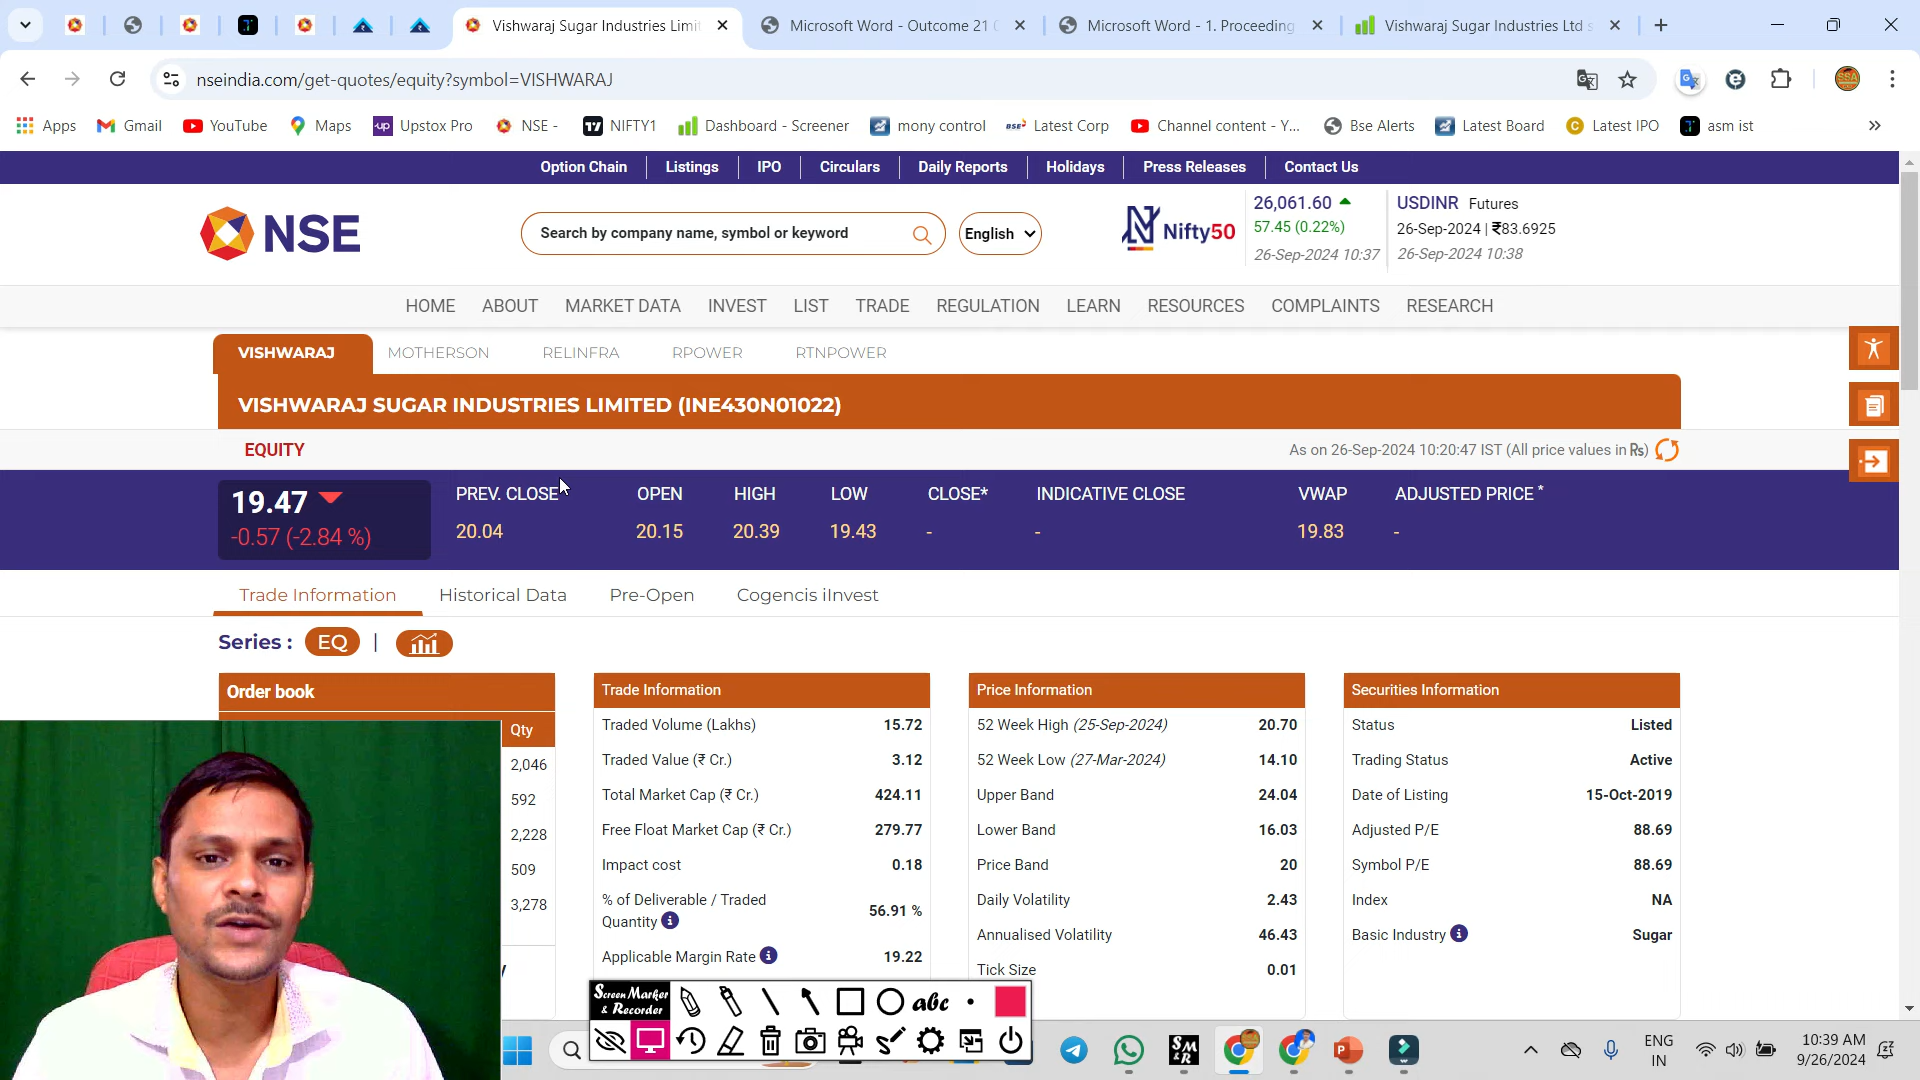 Vishwaraj Sugar Industries Limit
Microsoft Word - Outcome 21
Microsoft Word - 1. Proceeding
Vishwaraj Sugar Industries Ltd s
nseindia.com/get-quotes/equity?symbol=VISHWARAJ
Apps Gmail YouTube Maps Upstox Pro NSE - NIFTY1 Dashboard - Screener mony control Latest Corp Channel content - Y... Bse Alerts Latest Board Latest IPO asm ist
Option Chain Listings IPO Circulars Daily Reports Holidays Press Releases Contact Us
NSE
Search by company name, symbol or keyword
English
Nifty50
26,061.60
57.45 (0.22%)
26-Sep-2024 10:37
USDINR Futures
26-Sep-2024 | ₹83.6925
26-Sep-2024 10:38
HOME ABOUT MARKET DATA INVEST LIST TRADE REGULATION LEARN RESOURCES COMPLAINTS RESEARCH
VISHWARAJ MOTHERSON RELINFRA RPOWER RTNPOWER
VISHWARAJ SUGAR INDUSTRIES LIMITED (INE430N01022)
EQUITY
As on 26-Sep-2024 10:20:47 IST (All price values in ₨)
19.47
-0.57 (-2.84 %)
PREV. CLOSE OPEN HIGH LOW CLOSE* INDICATIVE CLOSE VWAP ADJUSTED PRICE *
20.04 20.15 20.39 19.43 - - 19.83 -
Trade Information Historical Data Pre-Open Cogencis iInvest
Series : EQ |
Order book
Qty
2,046
592
2,228
509
3,278
Trade Information
Traded Volume (Lakhs) 15.72
Traded Value (₹ Cr.) 3.12
Total Market Cap (₹ Cr.) 424.11
Free Float Market Cap (₹ Cr.) 279.77
Impact cost 0.18
% of Deliverable / Traded
Quantity 56.91 %
Applicable Margin Rate 19.22
Price Information
52 Week High (25-Sep-2024) 20.70
52 Week Low (27-Mar-2024) 14.10
Upper Band 24.04
Lower Band 16.03
Price Band 20
Daily Volatility 2.43
Annualised Volatility 46.43
Tick Size 0.01
Securities Information
Status Listed
Trading Status Active
Date of Listing 15-Oct-2019
Adjusted P/E 88.69
Symbol P/E 88.69
Index NA
Basic Industry Sugar
Screen Marker
& Recorder
abc
SM
&R
ENG
IN
10:39 AM
9/26/2024